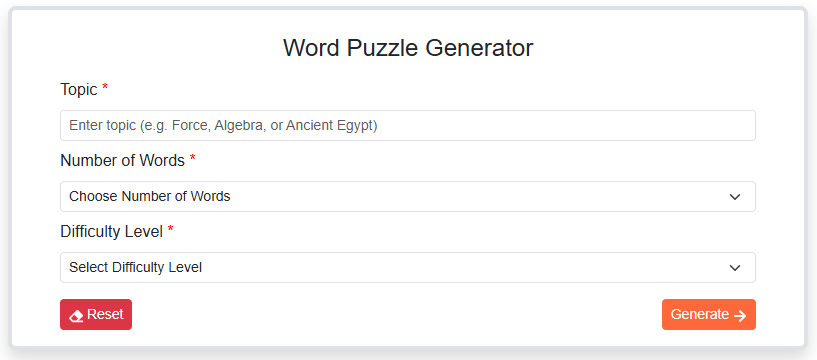 Word Puzzle Generator
Topic *
Enter topic (e.g. Force, Algebra, or Ancient Egypt)
Number of Words *
Choose Number of Words
Difficulty Level *
Select Difficulty Level
Reset
Generate